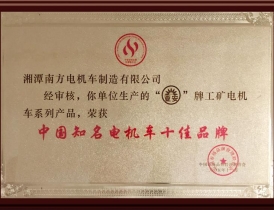 湘潭南方电机车制造有限公司
经审核，你单位生产的“ ”牌工矿电机
车系列产品，荣获
中国知名电机车十佳品牌